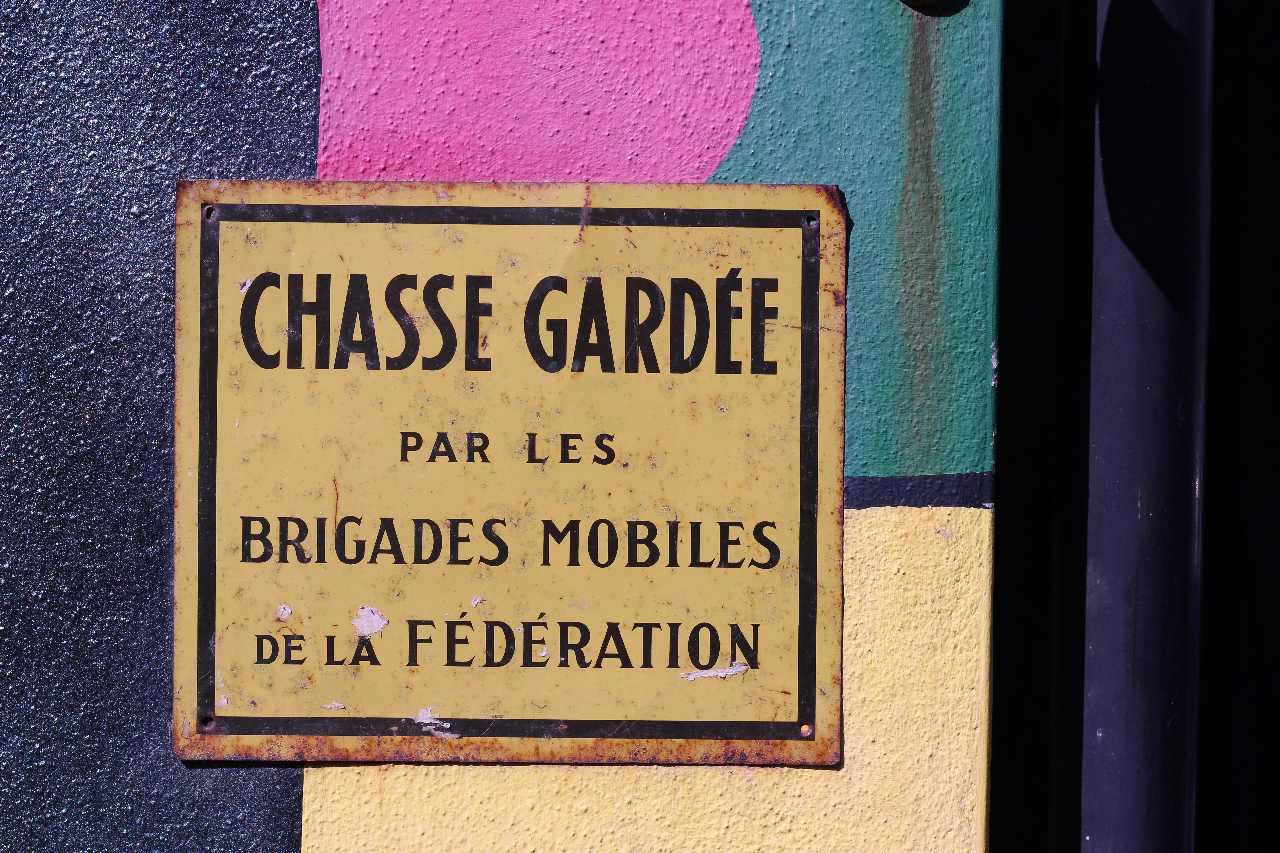 CHASSE GARDÉE
PAR LES
BRIGADES MOBILES
DE LA FÉDÉRATION